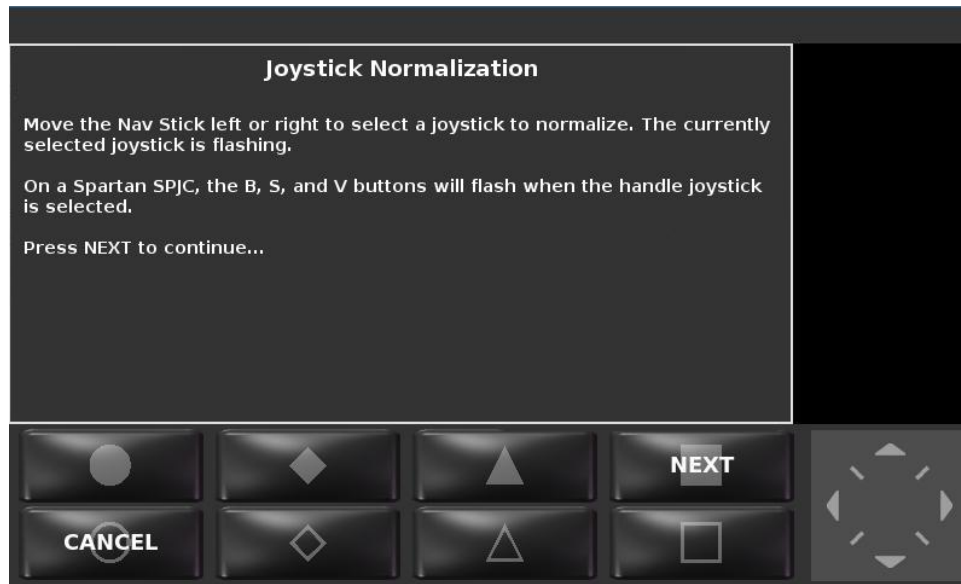 Joystick Normalization
Move the Nav Stick left or right to select a joystick to normalize. The currently
selected joystick is flashing.
On a Spartan SPJC, the B, S, and V buttons will flash when the handle joystick
is selected.
Press NEXT to continue...
NEXT
CANCEL